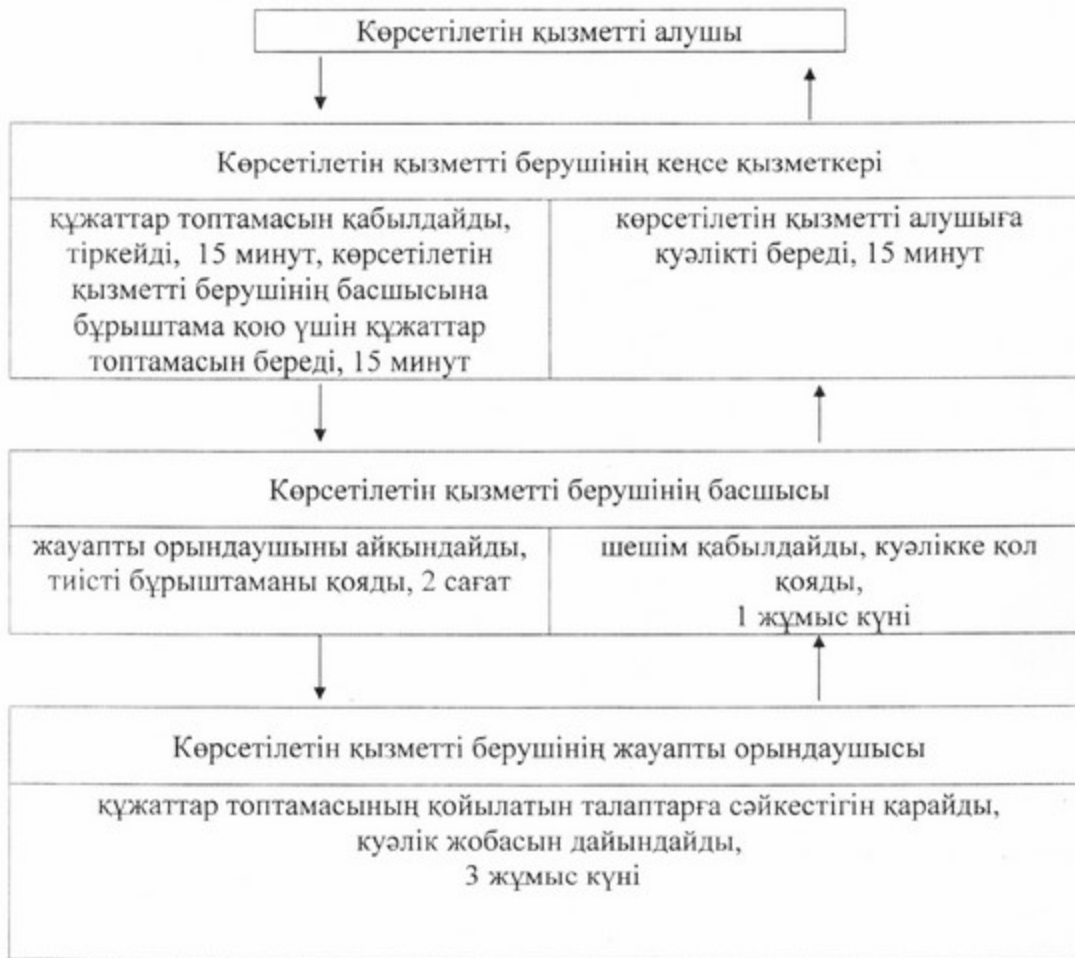 Көрсетілетін қызметті алушы
Көрсетілетін қызметті берушінің кеңсе қызметкері
құжаттар топтамасын қабылдайды,
тіркейді, 15 минут, көрсетілетін
қызметті берушінің басшысына
бұрыштама қою үшін құжаттар
топтамасын береді, 15 минут
көрсетілетін қызметті алушыға
куәлікті береді, 15 минут
Көрсетілетін қызметті берушінің басшысы
жауапты орындаушыны айқындайды,
тиісті бұрыштаманы қояды, 2 сағат
шешім қабылдайды, куәлікке қол
қояды,
1 жұмыс күні
Көрсетілетін қызметті берушінің жауапты орындаушысы
құжаттар топтамасының қойылатын талаптарға сәйкестігін қарайды,
куәлік жобасын дайындайды,
3 жұмыс күні